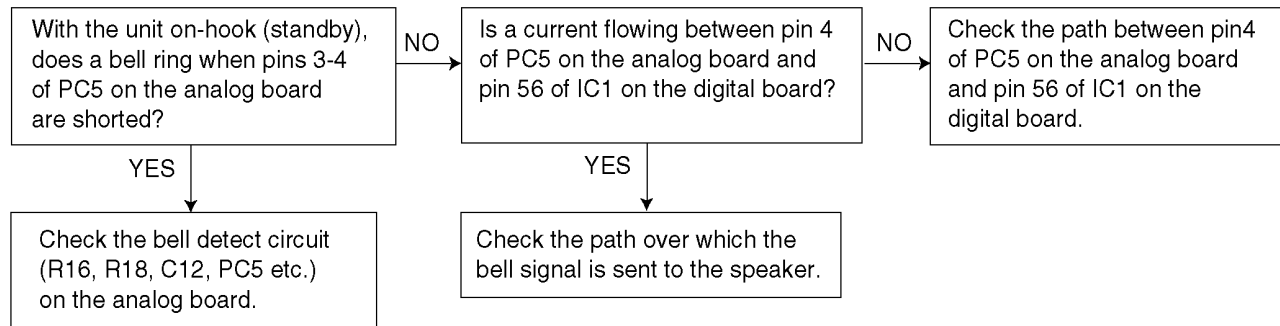 With the unit on-hook (standby),
does a bell ring when pins 3-4
of PC5 on the analog board
are shorted?
NO
Is a current flowing between pin 4
of PC5 on the analog board and
pin 56 of IC1 on the digital board?
NO
Check the path between pin4
of PC5 on the analog board
and pin 56 of IC1 on the
digital board.
YES
YES
Check the bell detect circuit
(R16, R18, C12, PC5 etc.)
on the analog board.
Check the path over which the
bell signal is sent to the speaker.